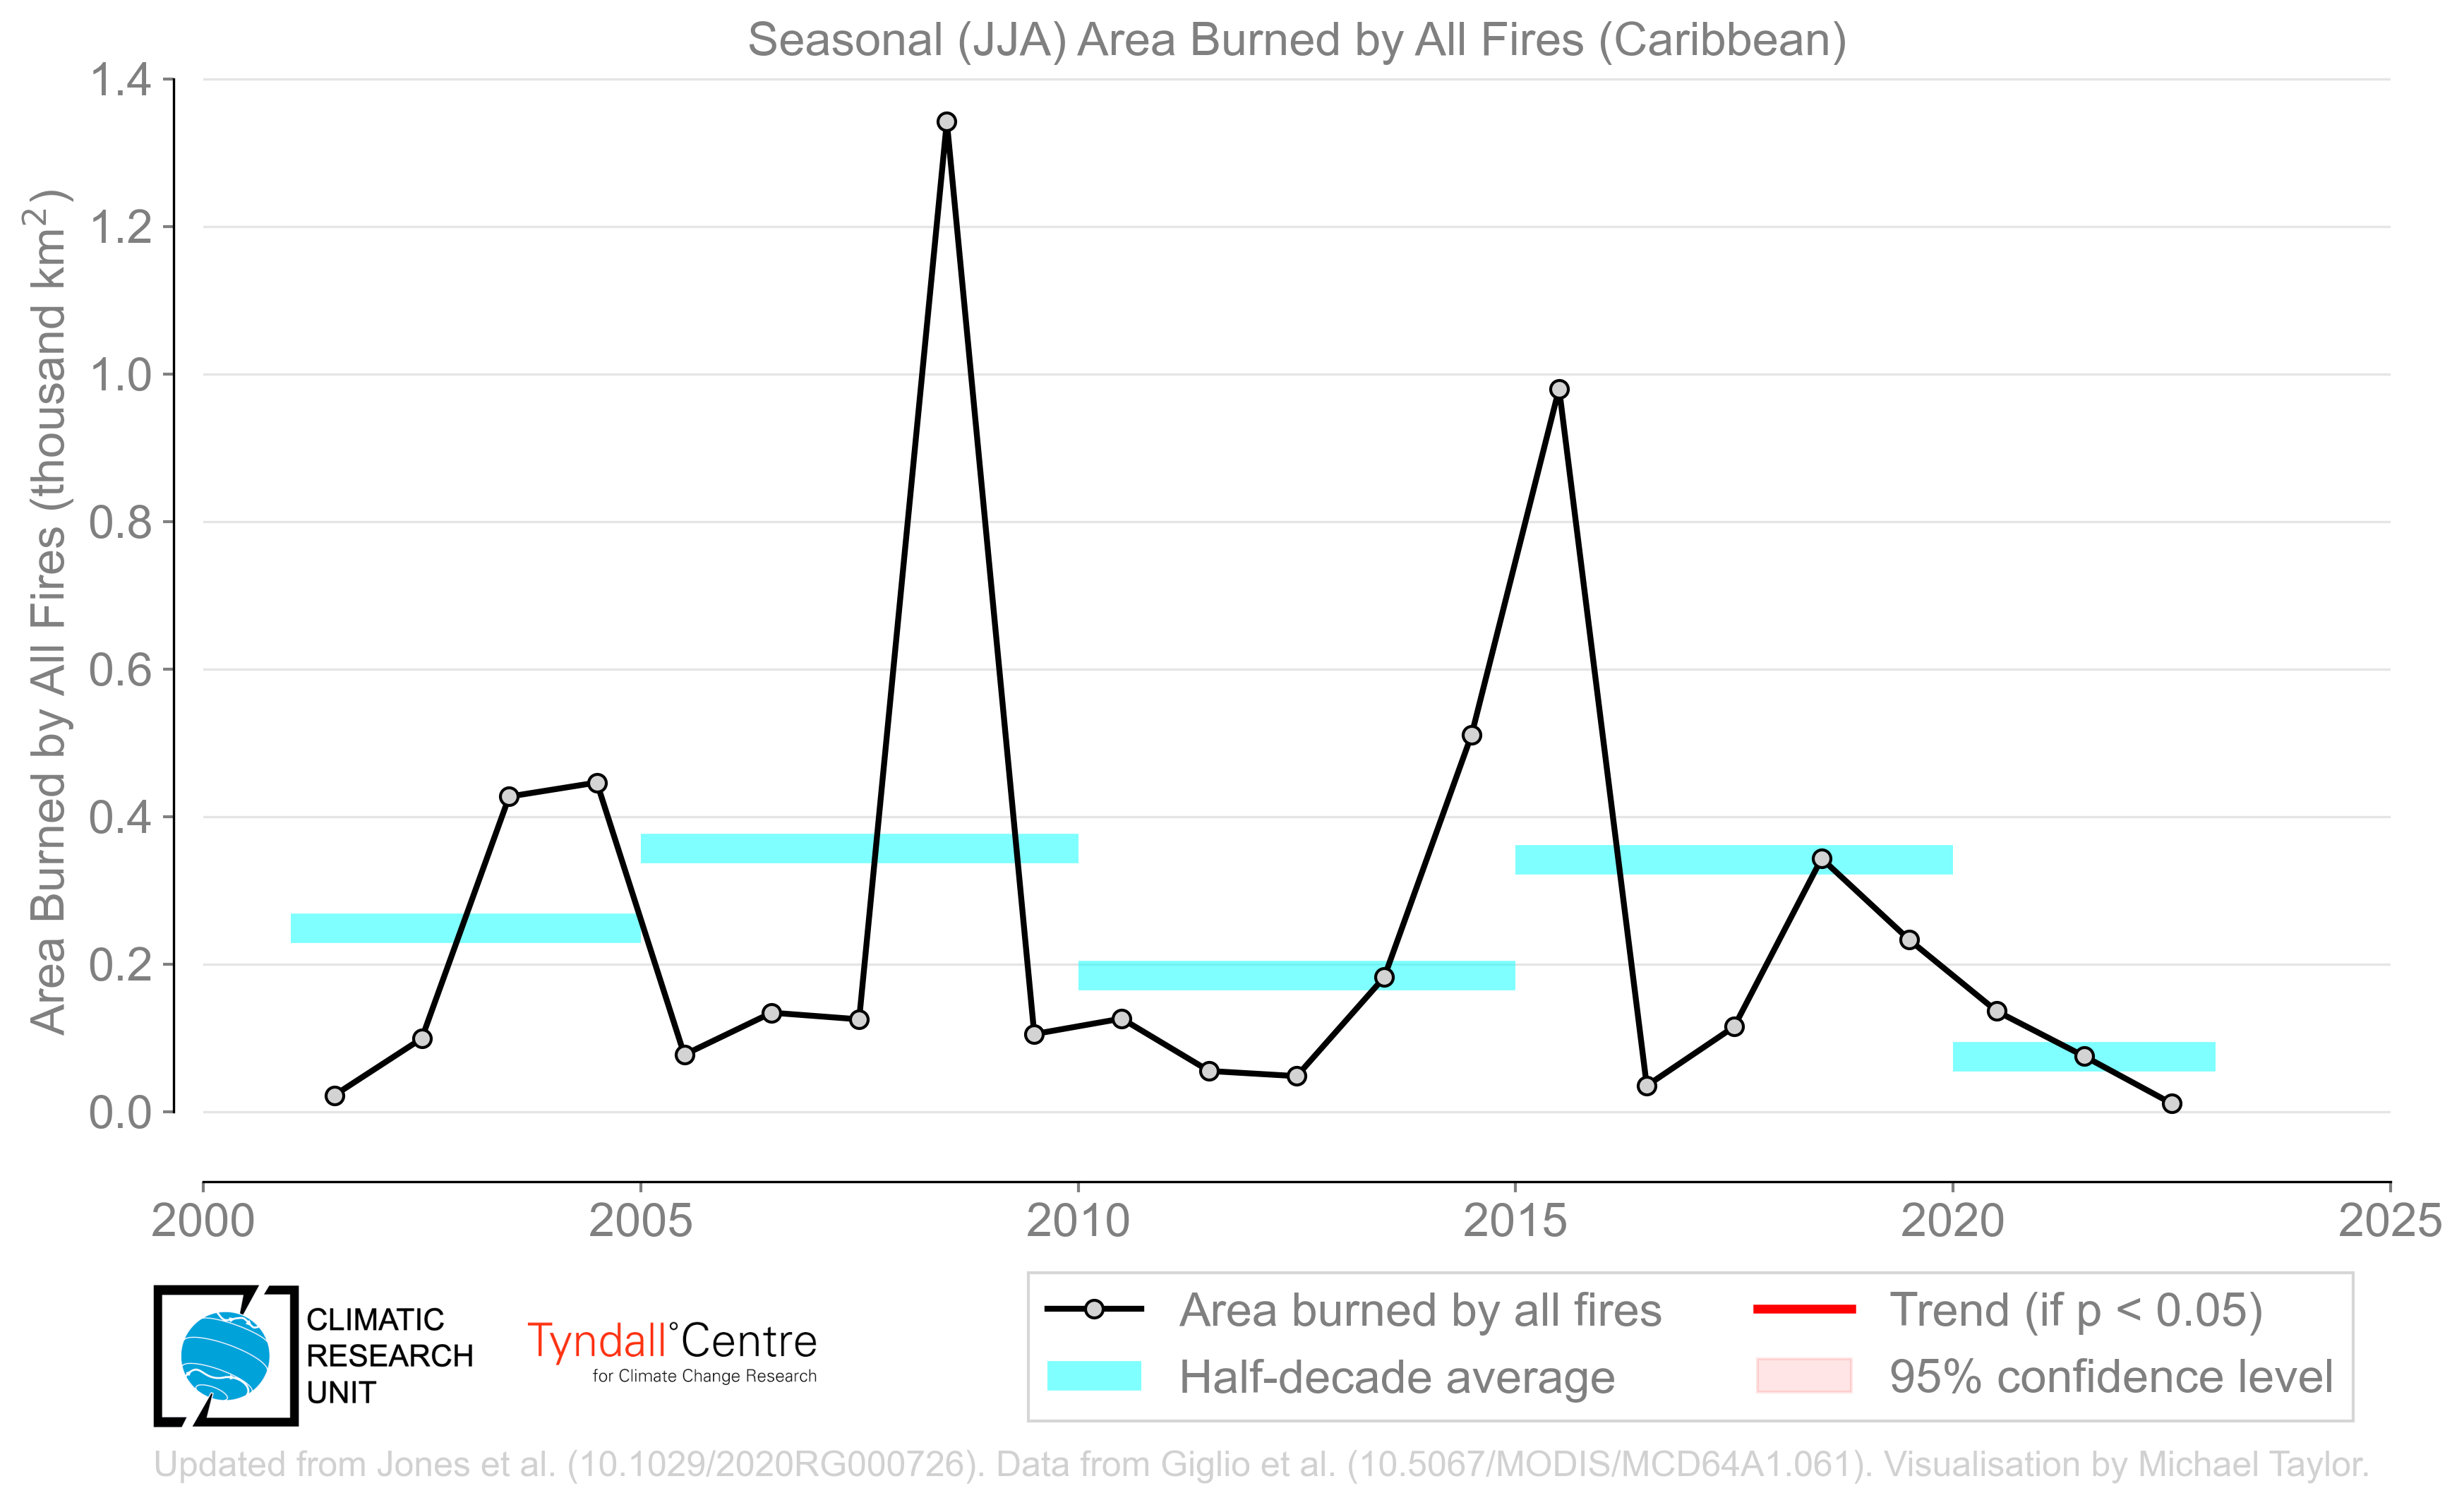 Seasonal (JJA) Area Burned by All Fires (Caribbean)
Area Burned by All Fires (thousand km²)
1.4
1.2
1.0
0.8
0.6
0.4
0.2
0.0
2000 2005 2010 2015 2020 2025
CLIMATIC
RESEARCH
UNIT
Tyndall°Centre
for Climate Change Research
Area burned by all fires
Half-decade average
Trend (if p < 0.05)
95% confidence level
Updated from Jones et al. (10.1029/2020RG000726). Data from Giglio et al. (10.5067/MODIS/MCD64A1.061). Visualisation by Michael Taylor.